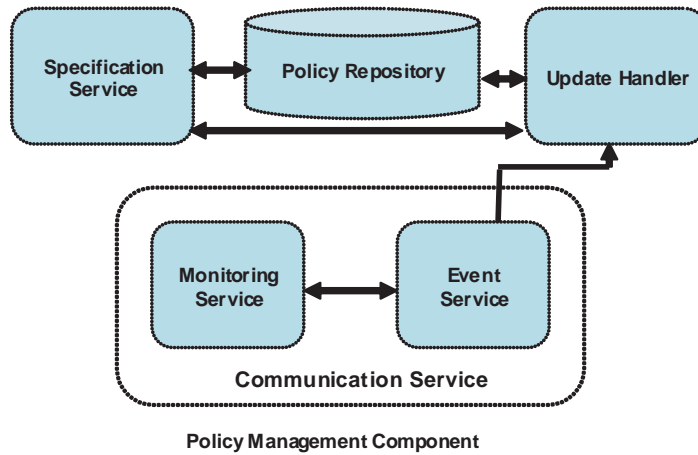 Specification
Service
Policy Repository
Update Handler
Monitoring
Service
Event
Service
Communication Service
Policy Management Component